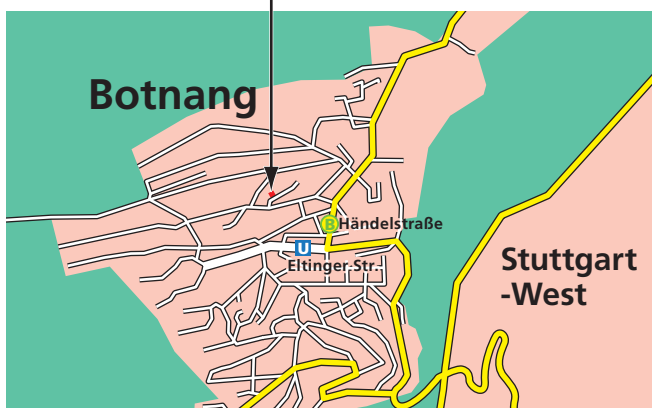 Botnang
B Händelstraße
U
Eltinger-Str.
Stuttgart
-West